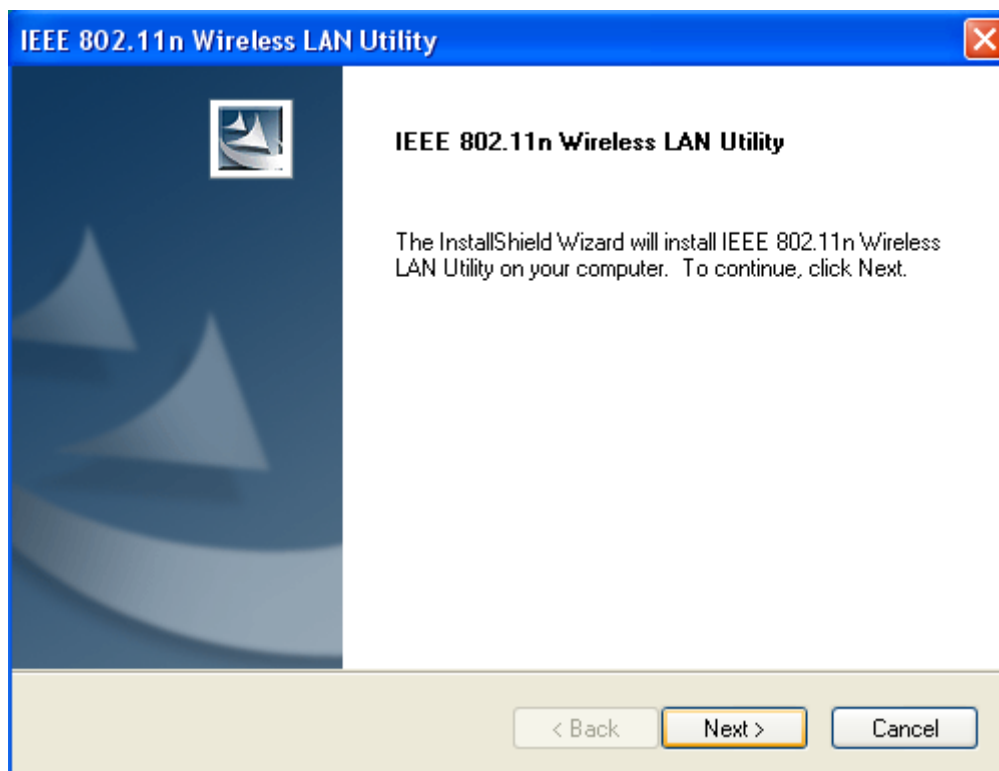 IEEE 802.11n Wireless LAN Utility
IEEE 802.11n Wireless LAN Utility
The InstallShield Wizard will install IEEE 802.11n Wireless
LAN Utility on your computer.  To continue, click Next.
< Back
Next >
Cancel